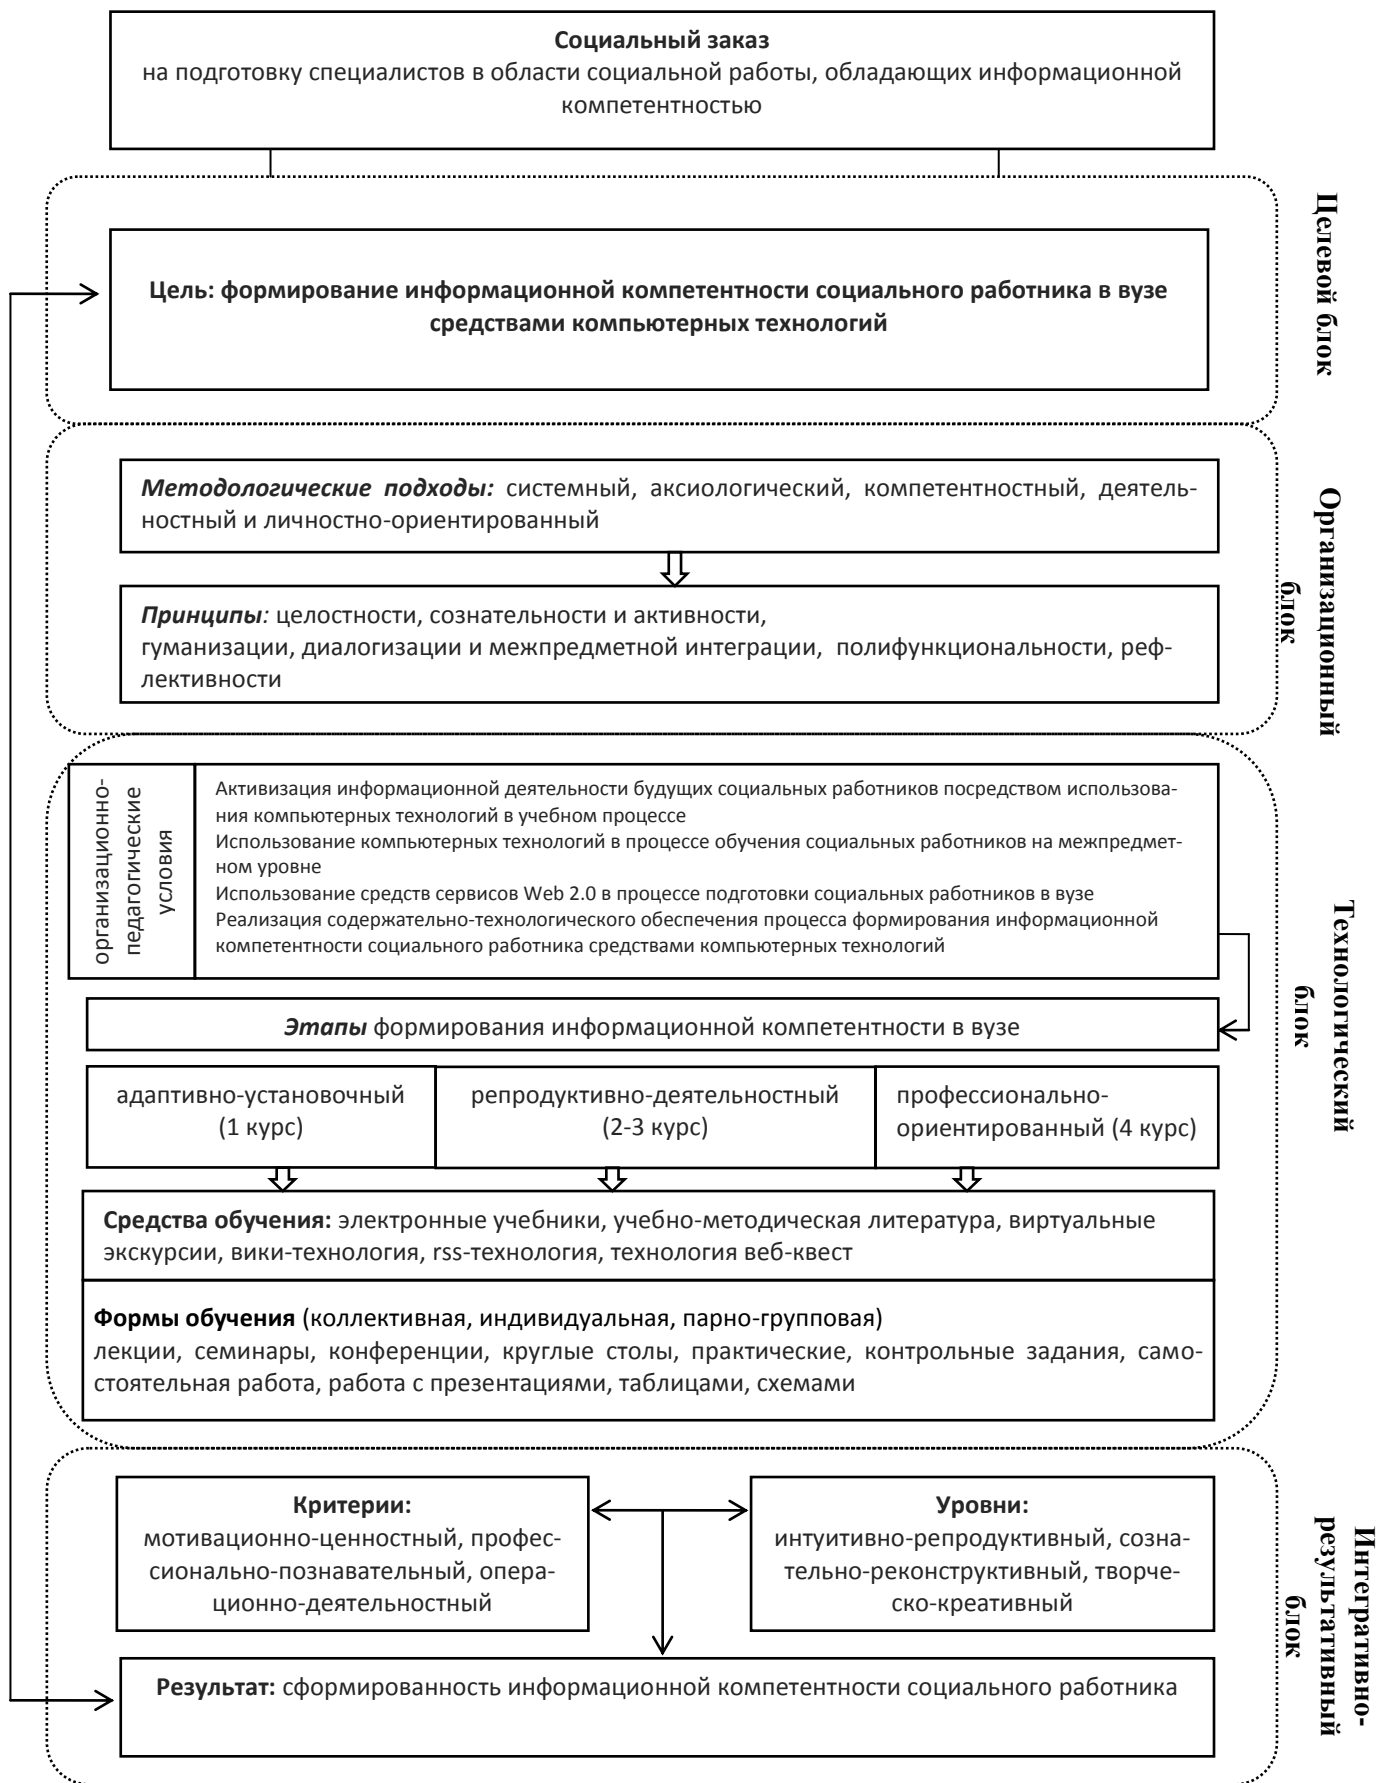 Социальный заказ
на подготовку специалистов в области социальной работы, обладающих информационной
компетентностью
Целевой блок
Цель: формирование информационной компетентности социального работника в вузе
средствами компьютерных технологий
Организационный
блок
Методологические подходы: системный, аксиологический, компетентностный, деятель-
ностный и личностно-ориентированный
Принципы: целостности, сознательности и активности,
гуманизации, диалогизации и межпредметной интеграции, полифункциональности, реф-
лективности
Технологический
блок
организационно-
педагогические
условия
Активизация информационной деятельности будущих социальных работников посредством использова-
ния компьютерных технологий в учебном процессе
Использование компьютерных технологий в процессе обучения социальных работников на межпредмет-
ном уровне
Использование средств сервисов Web 2.0 в процессе подготовки социальных работников в вузе
Реализация содержательно-технологического обеспечения процесса формирования информационной
компетентности социального работника средствами компьютерных технологий
Этапы формирования информационной компетентности в вузе
адаптивно-установочный
(1 курс)
репродуктивно-деятельностный
(2-3 курс)
профессионально-
ориентированный (4 курс)
Средства обучения: электронные учебники, учебно-методическая литература, виртуальные
экскурсии, вики-технология, rss-технология, технология веб-квест
Формы обучения (коллективная, индивидуальная, парно-групповая)
лекции, семинары, конференции, круглые столы, практические, контрольные задания, само-
стоятельная работа, работа с презентациями, таблицами, схемами
Интегративно-
результативный
блок
Критерии:
мотивационно-ценностный, профес-
сионально-познавательный, опера-
ционно-деятельностный
Уровни:
интуитивно-репродуктивный, созна-
тельно-реконструктивный, творче-
ско-креативный
Результат: сформированность информационной компетентности социального работника